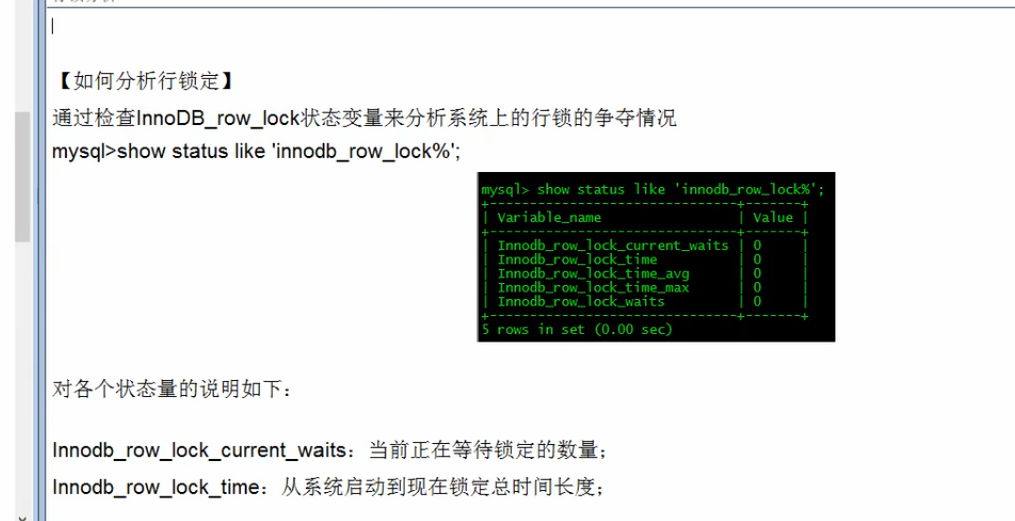 【如何分析行锁定】
通过检查InnoDB_row_lock状态变量来分析系统上的行锁的争夺情况
mysql>show status like 'innodb_row_lock%';
mysql> show status like 'innodb_row_lock%';
+-------------------------------+-------+
| Variable_name | Value |
+-------------------------------+-------+
| Innodb_row_lock_current_waits | 0 |
| Innodb_row_lock_time | 0 |
| Innodb_row_lock_time_avg | 0 |
| Innodb_row_lock_time_max | 0 |
| Innodb_row_lock_waits | 0 |
+-------------------------------+-------+
5 rows in set (0.00 sec)
对各个状态量的说明如下：
Innodb_row_lock_current_waits：当前正在等待锁定的数量；
Innodb_row_lock_time：从系统启动到现在锁定总时间长度；